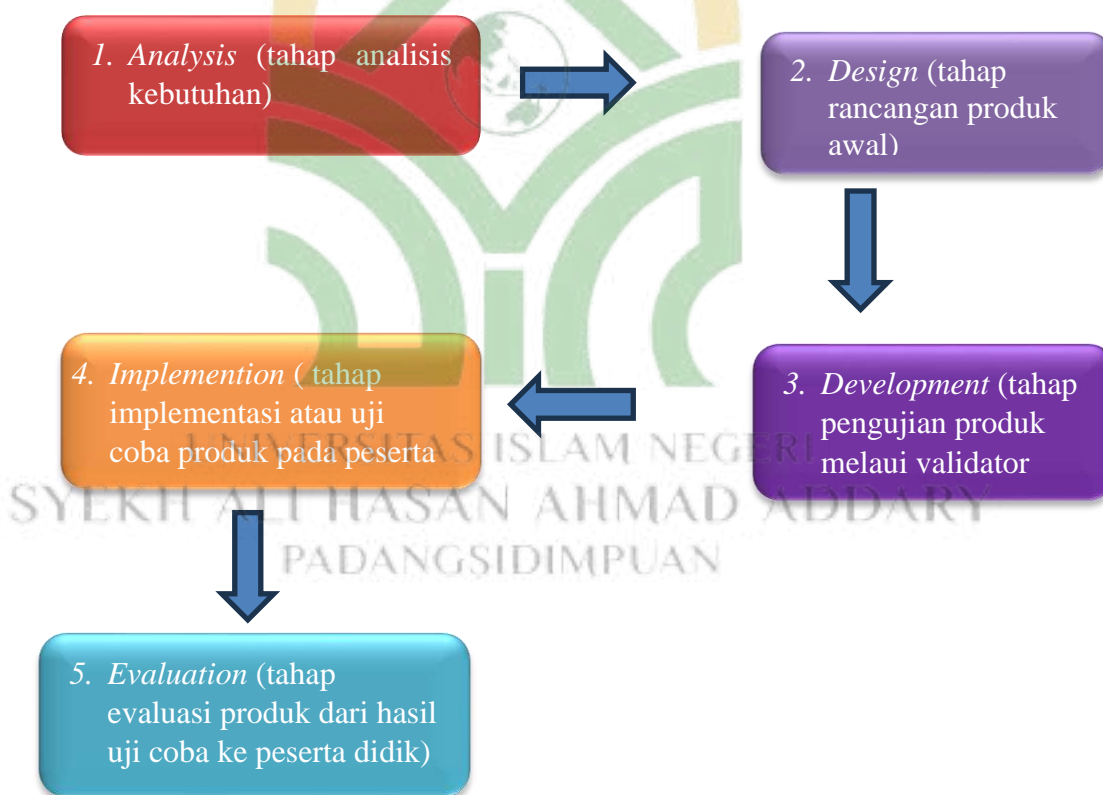 1. Analysis (tahap analisis
kebutuhan)
2. Design (tahap
rancangan produk
awal)
3. Development (tahap
pengujian produk
melaui validator
4. Implemention ( tahap
implementasi atau uji
coba produk pada peserta
UNIVERSITAS ISLAM NEGERI
SYEKH ALI HASAN AHMAD ADDARY
PADANGSIDIMPUAN
5. Evaluation (tahap
evaluasi produk dari hasil
uji coba ke peserta didik)